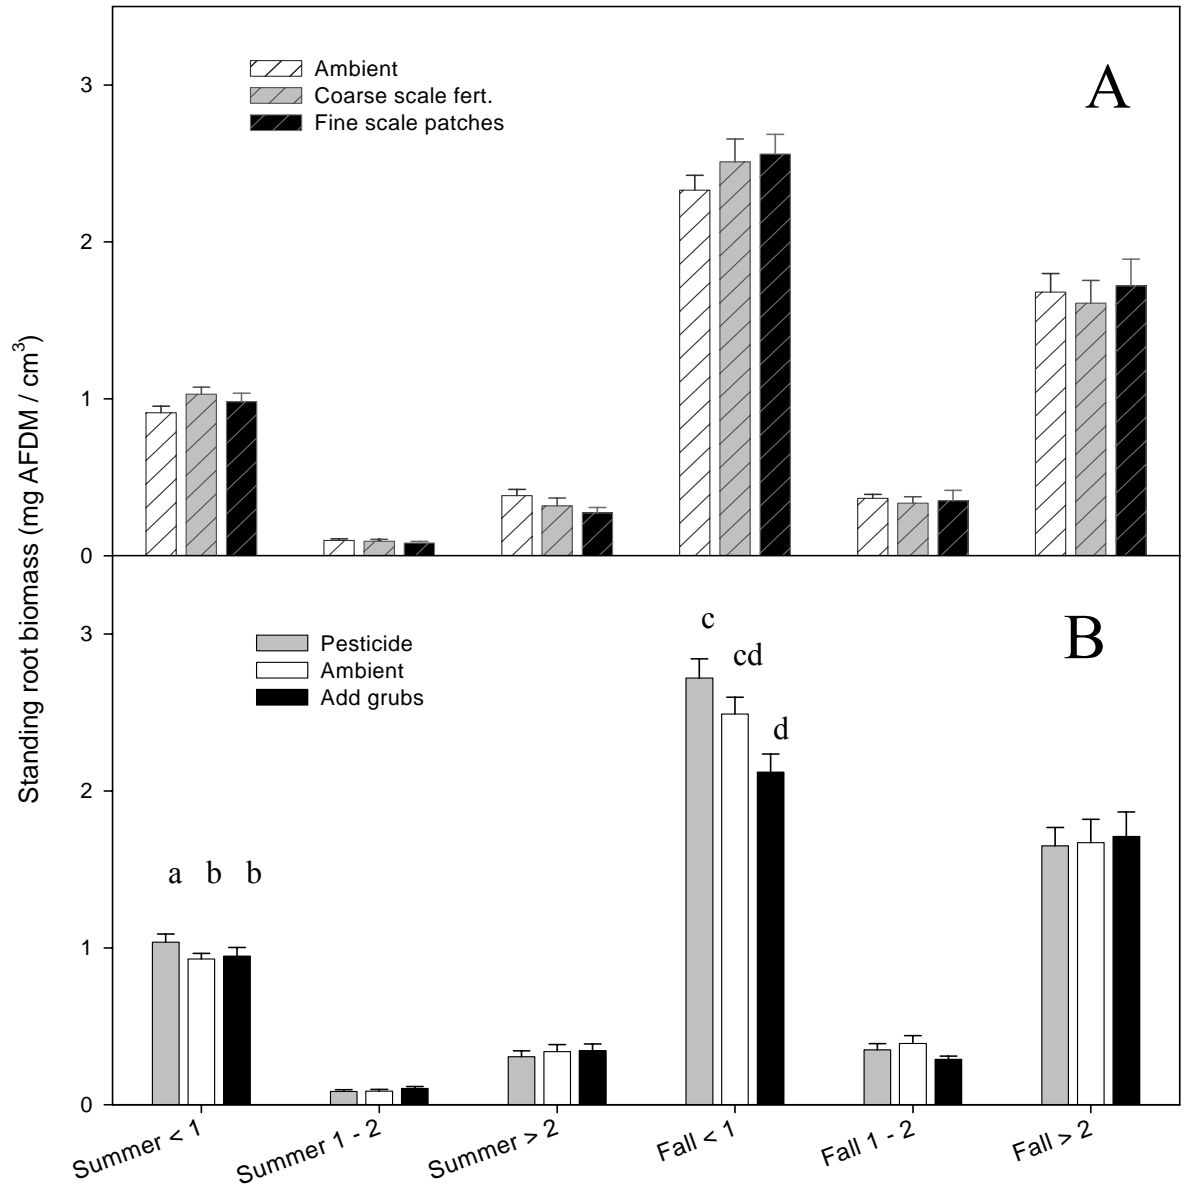 Standing root biomass (mg AFDM / cm³)
A
Ambient
Coarse scale fert.
Fine scale patches
3
2
1
0
B
Pesticide
Ambient
Add grubs
c
cd
d
a b b
3
2
1
0
Summer < 1
Summer 1 - 2
Summer > 2
Fall < 1
Fall 1 - 2
Fall > 2